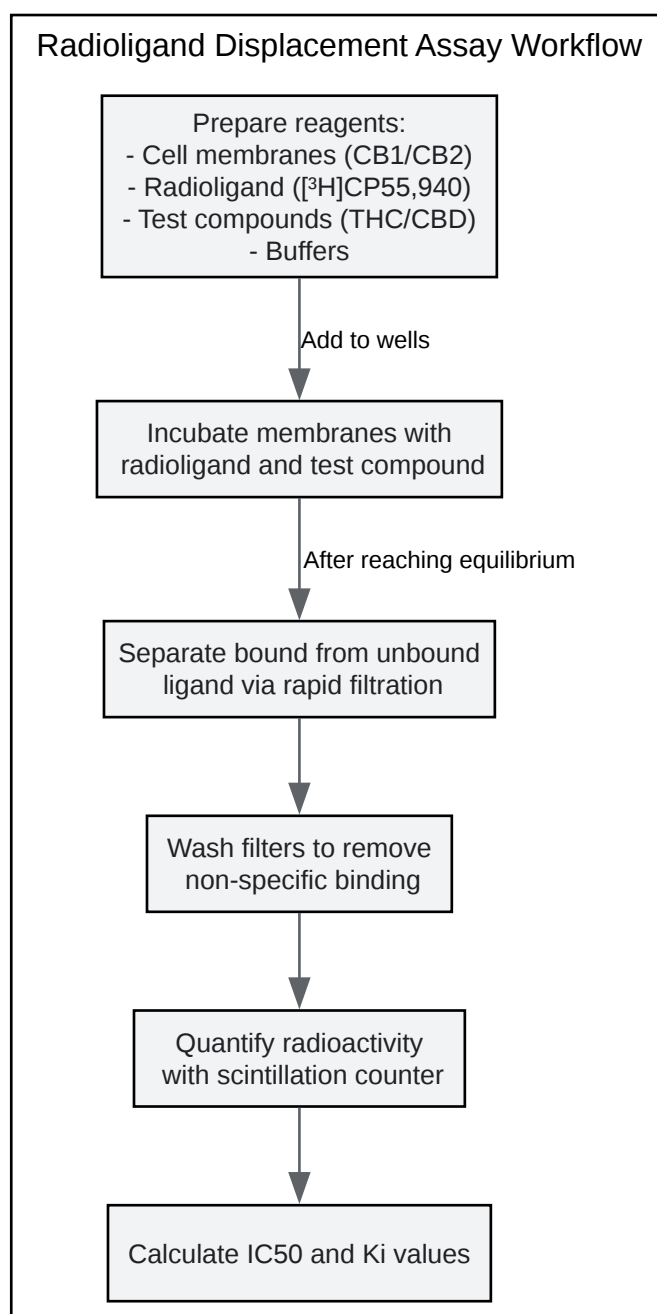 Radioligand Displacement Assay Workflow
Prepare reagents:
- Cell membranes (CB1/CB2)
- Radioligand ([³H]CP55,940)
- Test compounds (THC/CBD)
- Buffers
Add to wells
Incubate membranes with
radioligand and test compound
After reaching equilibrium
Separate bound from unbound
ligand via rapid filtration
Wash filters to remove
non-specific binding
Quantify radioactivity
with scintillation counter
Calculate IC50 and Ki values